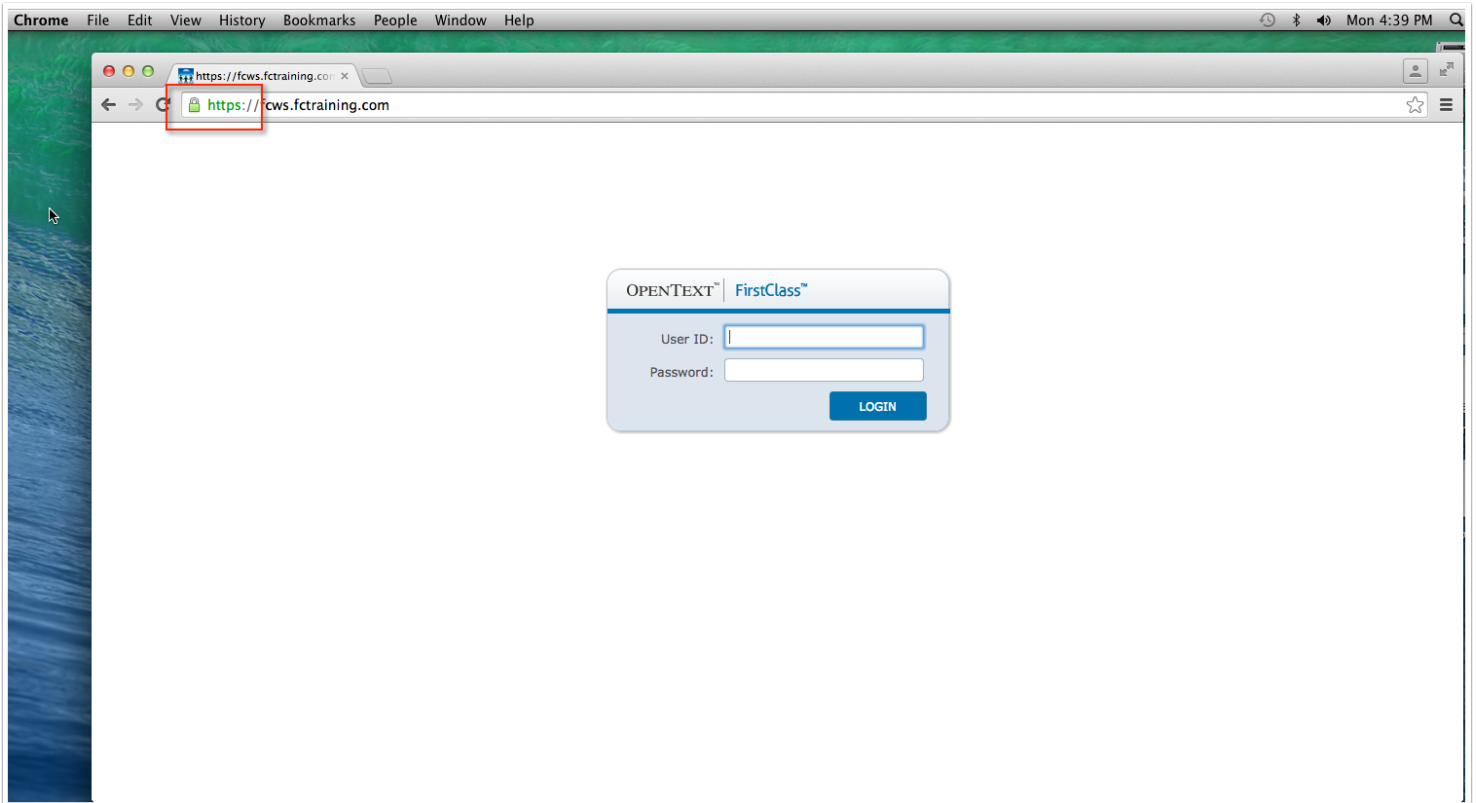 Chrome File Edit View History Bookmarks People Window Help Mon 4:39 PM
https://fcws.fctraining.com
https://fcws.fctraining.com
OPENTEXT™ FirstClass™
User ID:
Password:
LOGIN